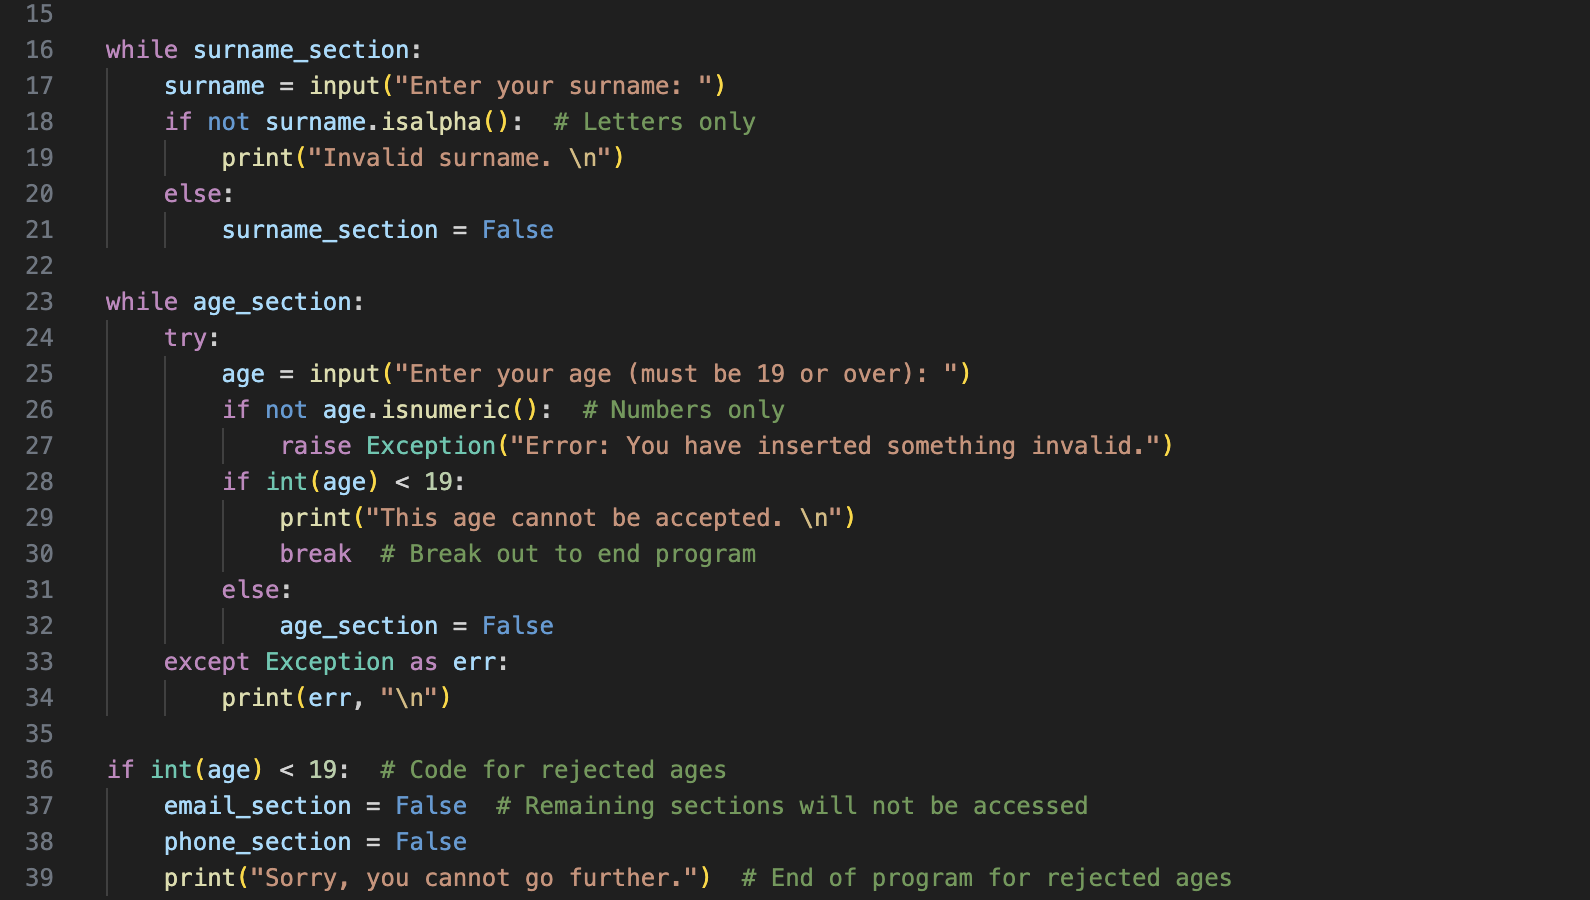 15
16 while surname_section:
17     surname = input("Enter your surname: ")
18     if not surname.isalpha():  # Letters only
19         print("Invalid surname. \n")
20     else:
21         surname_section = False
22
23 while age_section:
24     try:
25         age = input("Enter your age (must be 19 or over): ")
26         if not age.isnumeric():  # Numbers only
27             raise Exception("Error: You have inserted something invalid.")
28         if int(age) < 19:
29             print("This age cannot be accepted. \n")
30             break  # Break out to end program
31         else:
32             age_section = False
33     except Exception as err:
34         print(err, "\n")
35
36 if int(age) < 19:  # Code for rejected ages
37     email_section = False  # Remaining sections will not be accessed
38     phone_section = False
39     print("Sorry, you cannot go further.")  # End of program for rejected ages